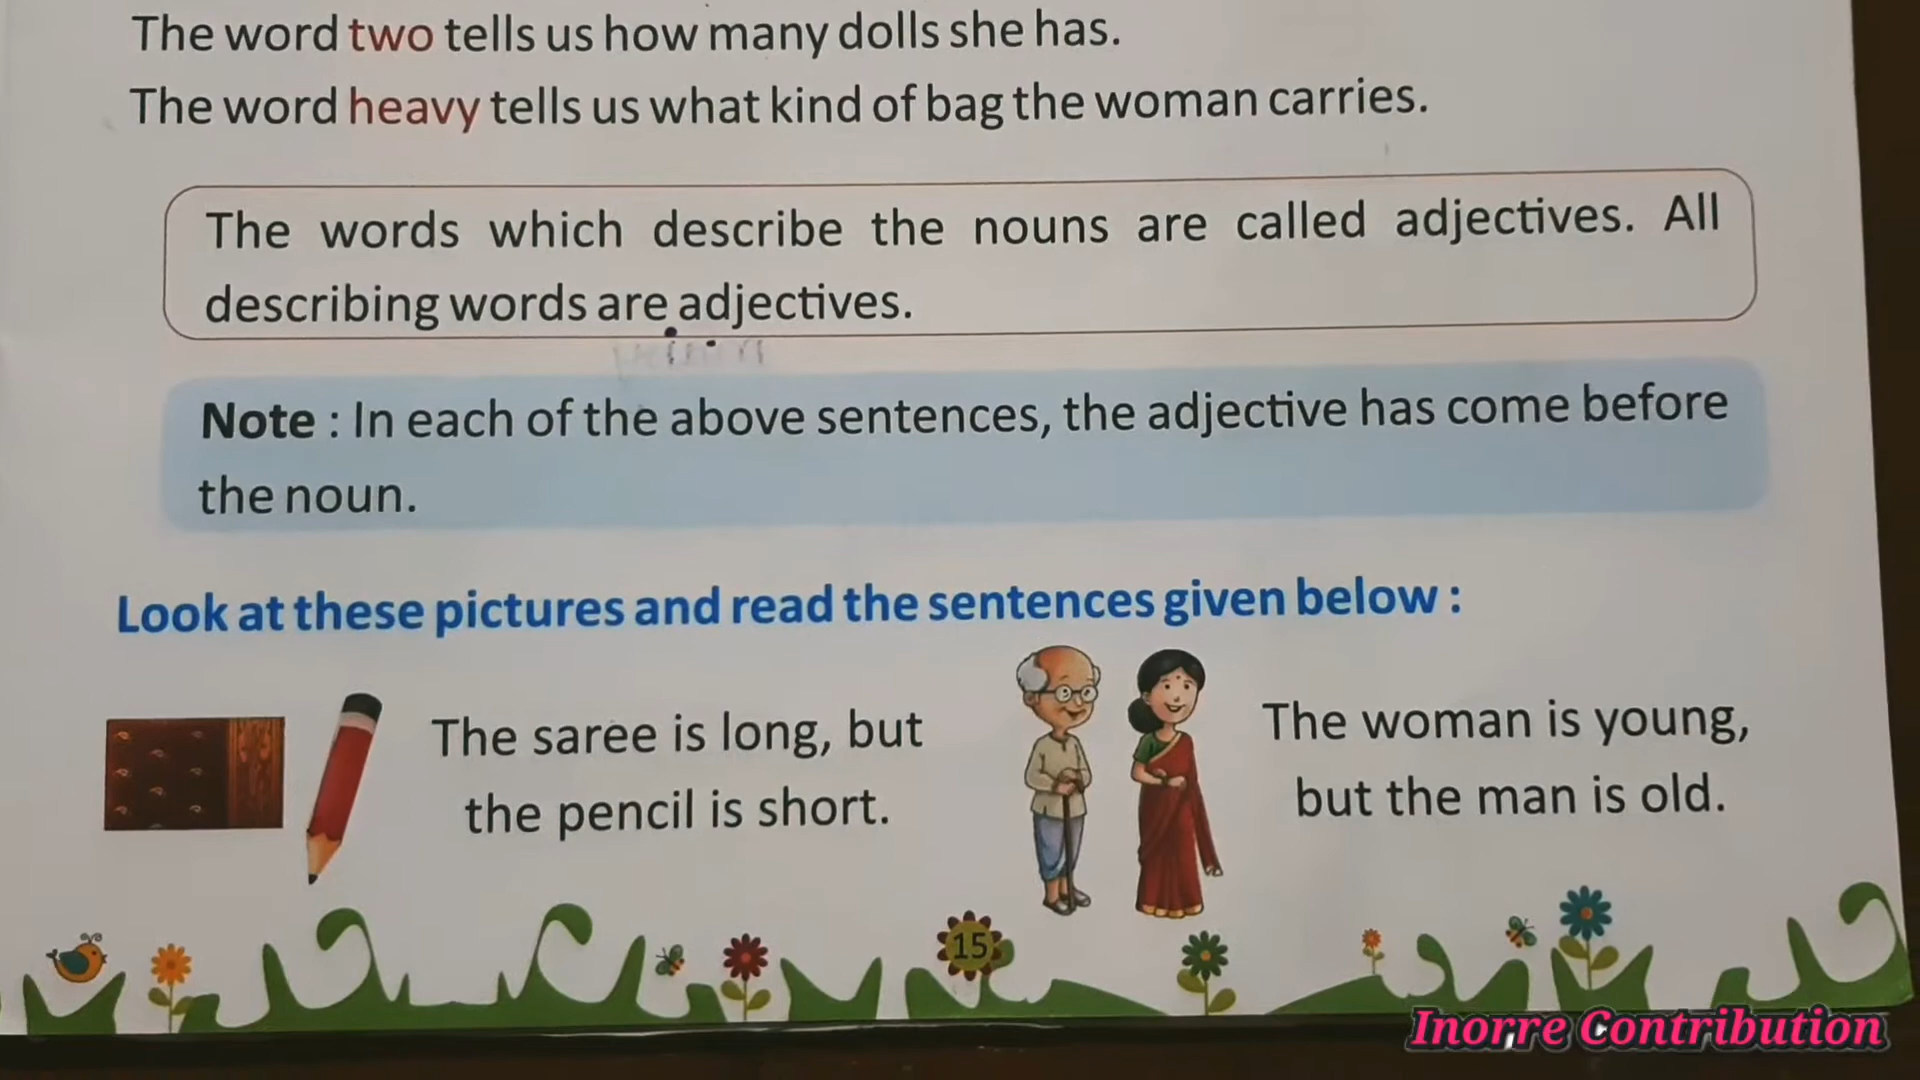 The word two tells us how many dolls she has.
The word heavy tells us what kind of bag the woman carries.
The words which describe the nouns are called adjectives. All
describing words are adjectives.
Note : In each of the above sentences, the adjective has come before
the noun.
Look at these pictures and read the sentences given below :
The saree is long, but
the pencil is short.
The woman is young,
but the man is old.
15
Inorre Contribution